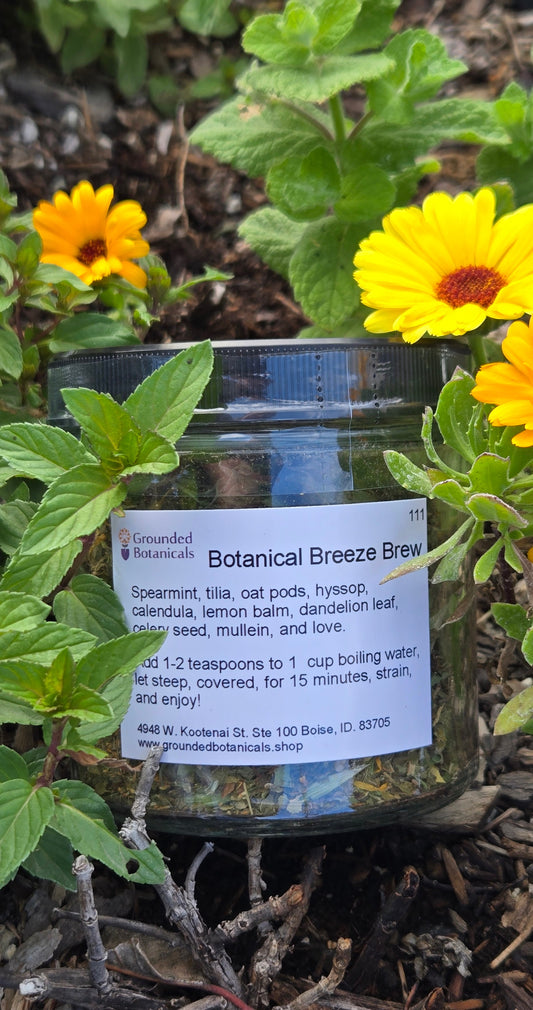 111
Grounded
Botanicals
Botanical Breeze Brew
Spearmint, tilia, oat pods, hyssop,
calendula, lemon balm, dandelion leaf,
celery seed, mullein, and love.
Add 1-2 teaspoons to 1 cup boiling water,
let steep, covered, for 15 minutes, strain,
and enjoy!
4948 W. Kootenai St. Ste 100 Boise, ID. 83705
www.groundedbotanicals.shop